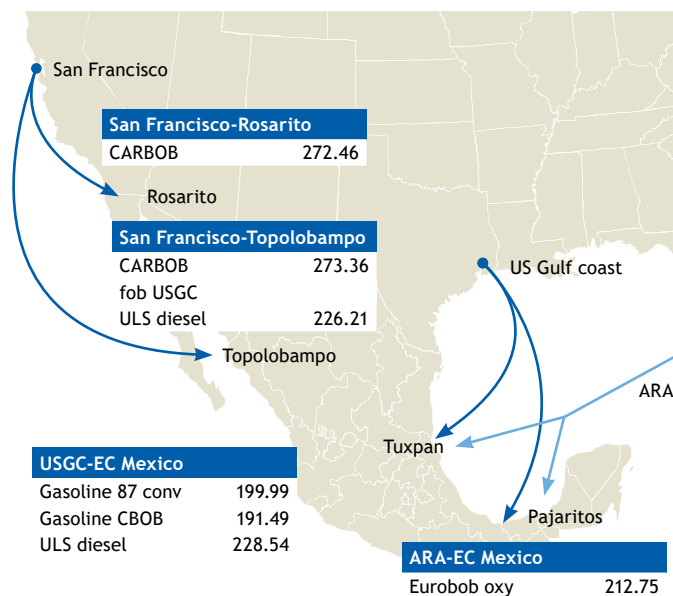 San Francisco
San Francisco-Rosarito
CARBOB 272.46
Rosarito
San Francisco-Topolobampo
CARBOB 273.36
fob USGC
ULS diesel 226.21
US Gulf coast
Topolobampo
ARA
Tuxpan
USGC-EC Mexico
Gasoline 87 conv 199.99
Gasoline CBOB 191.49
ULS diesel 228.54
Pajaritos
ARA-EC Mexico
Eurobob oxy 212.75